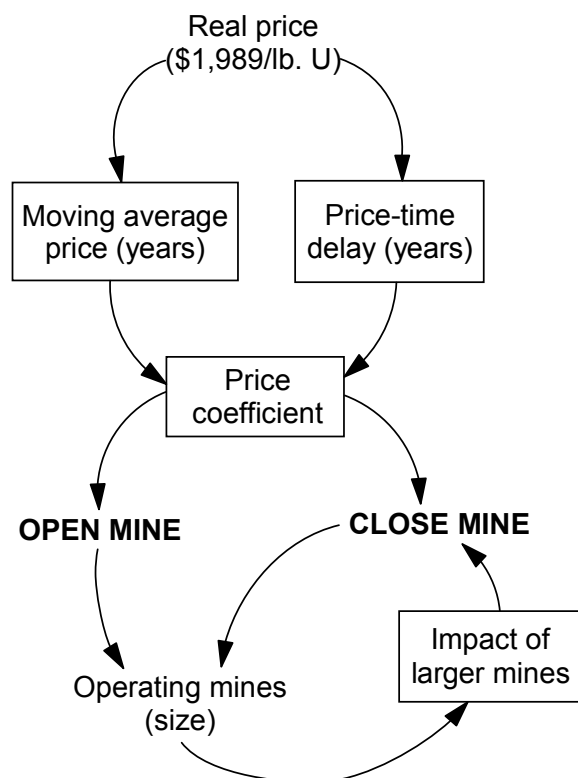 Real price
($1,989/lb. U)
Moving average
price (years)
Price-time
delay (years)
Price
coefficient
OPEN MINE
CLOSE MINE
Operating mines
(size)
Impact of
larger mines